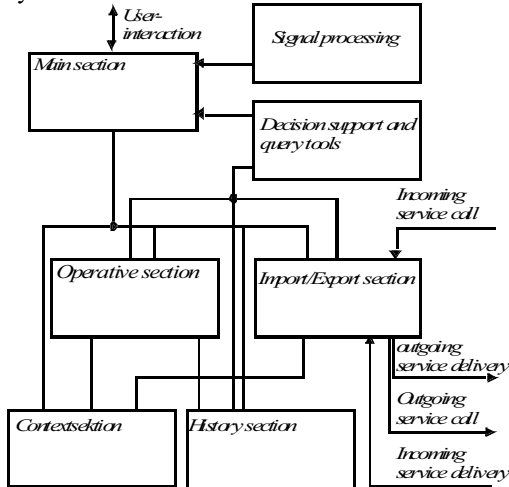 User-
interaction
Signal processing
Main section
Decision support and
query tools
Incoming
service call
Operative section
Import/Export section
outgoing
service delivery
Outgoing
service call
Contextsektion
History section
Incoming
service delivery